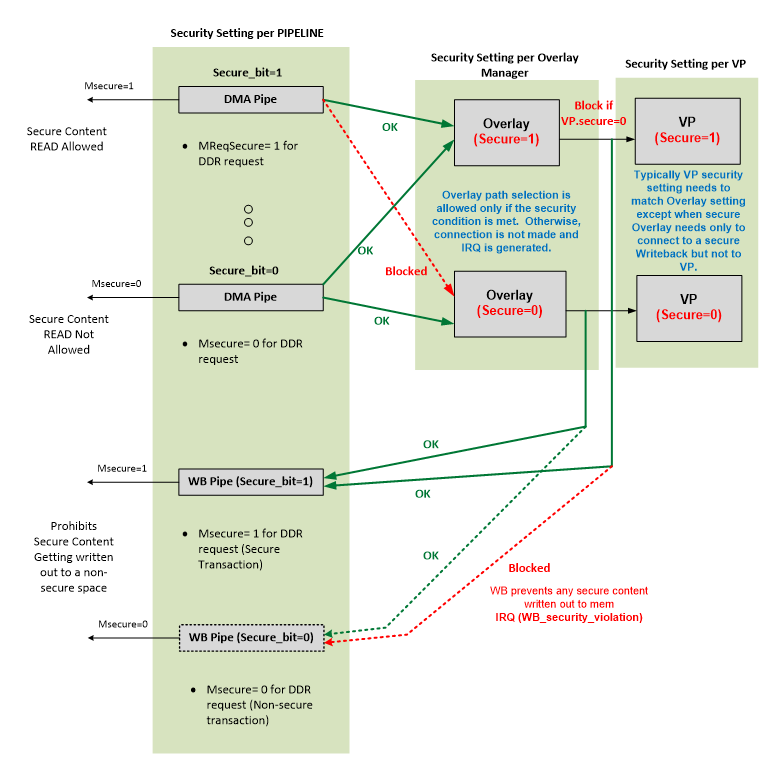 Security Setting per PIPELINE
Security Setting per Overlay
Manager
Security Setting per VP
Secure_bit=1
Msecure=1
DMA Pipe
Secure Content
READ Allowed
• MReqSecure= 1 for
DDR request
OK
Overlay
(Secure=1)
Block if
VP.secure=0
VP
(Secure=1)
Typically VP security
setting needs to
match Overlay setting
except when secure
Overlay needs only to
connect to a secure
Writeback but not to
VP.
Overlay path selection is
allowed only if the security
condition is met. Otherwise,
connection is not made and
IRQ is generated.
OK
Blocked
Secure_bit=0
Msecure=0
DMA Pipe
Secure Content
READ Not
Allowed
• Msecure= 0 for DDR
request
OK
Overlay
(Secure=0)
VP
(Secure=0)
OK
Msecure=1
WB Pipe (Secure_bit=1)
OK
Prohibits
Secure Content
Getting written
out to a non-
secure space
• Msecure= 1 for DDR
request (Secure
Transaction)
OK
Blocked
WB prevents any secure content
written out to mem
IRQ (WB_security_violation)
Msecure=0
WB Pipe (Secure_bit=0)
• Msecure= 0 for DDR
request (Non-secure
transaction)